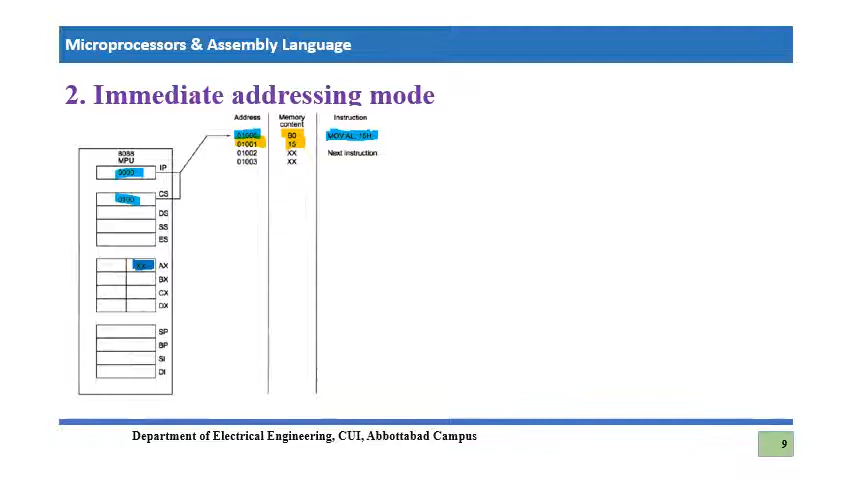 Microprocessors & Assembly Language
2. Immediate addressing mode
Address Memory content Instruction
01000 B0 MOV AL, 15H
01001 15
01002 XX Next instruction
01003 XX
8088
MPU
0000 IP
0100 CS
DS
SS
ES
XX AX
BX
CX
DX
SP
BP
SI
DI
Department of Electrical Engineering, CUI, Abbottabad Campus
9